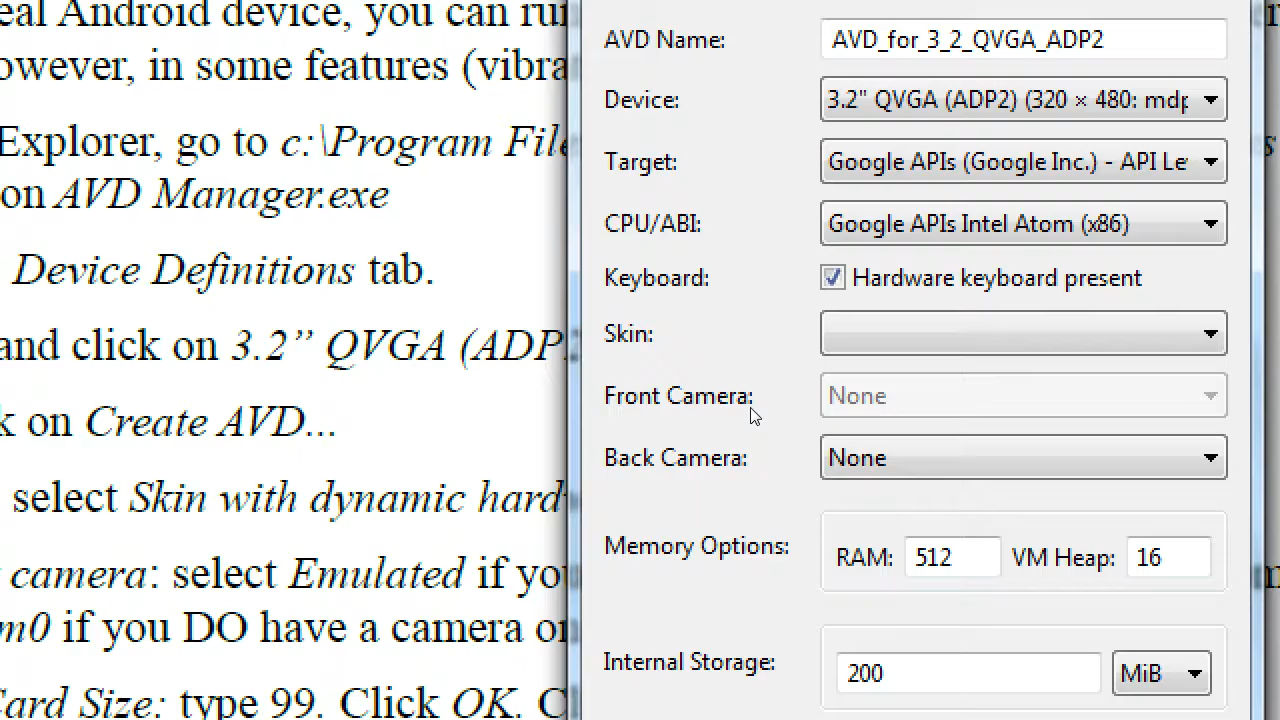 eal Android device, you can run
owever, in some features (vibra
Explorer, go to c:\Program File
on AVD Manager.exe
Device Definitions tab.
and click on 3.2” QVGA (ADP2
k on Create AVD...
select Skin with dynamic hard
camera: select Emulated if you
m0 if you DO have a camera on
Card Size: type 99. Click OK. C
AVD Name: AVD_for_3_2_QVGA_ADP2
Device: 3.2" QVGA (ADP2) (320 × 480: mdp
Target: Google APIs (Google Inc.) - API Le
CPU/ABI: Google APIs Intel Atom (x86)
Keyboard: Hardware keyboard present
Skin:
Front Camera: None
Back Camera: None
Memory Options: RAM: 512 VM Heap: 16
Internal Storage: 200 MiB